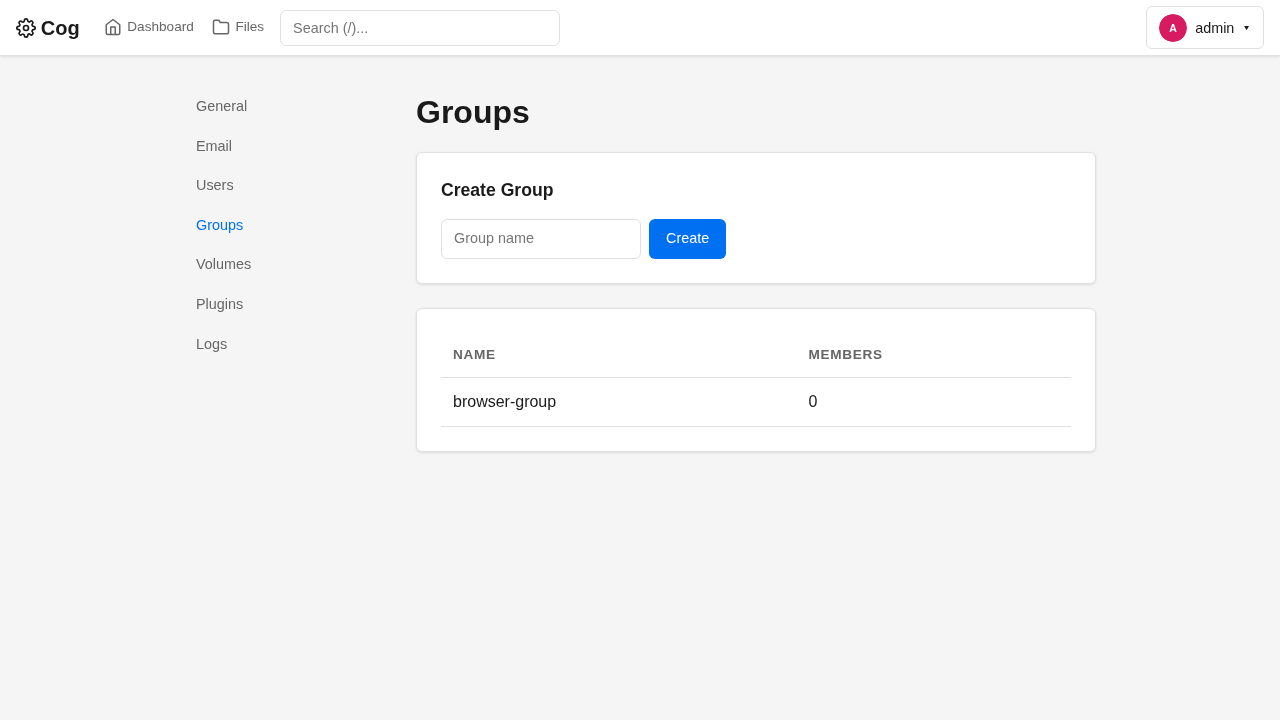 Cog Dashboard Files Search (/)... A admin
General
Email
Users
Groups
Volumes
Plugins
Logs
Groups
Create Group
Group name Create
NAME MEMBERS
browser-group 0